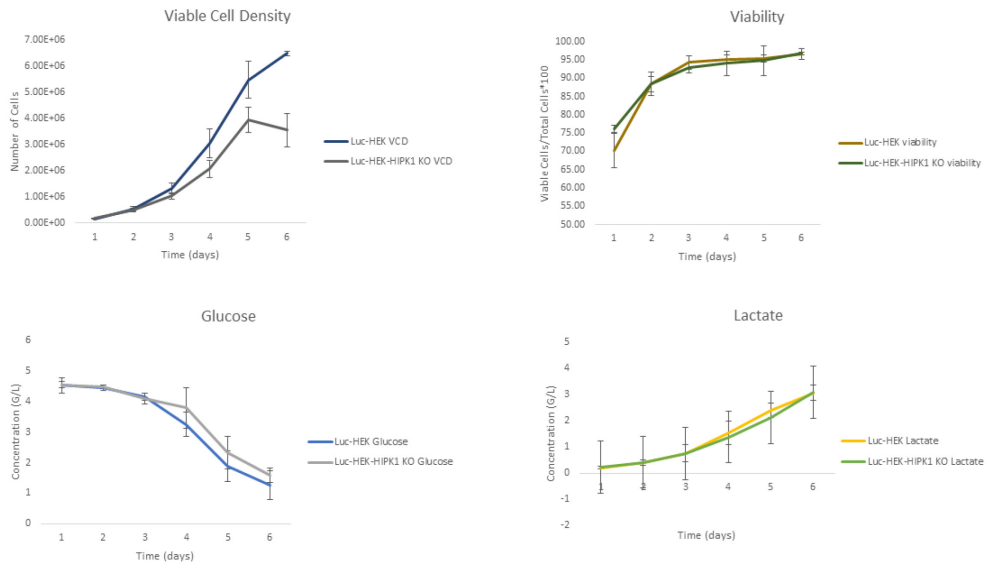 Viable Cell Density
Number of Cells
7.00E+06
6.00E+06
5.00E+06
4.00E+06
3.00E+06
2.00E+06
1.00E+06
0.00E+00
1 2 3 4 5 6
Time (days)
Luc-HEK VCD
Luc-HEK-HIPK1 KO VCD
Viability
Viable Cells/Total Cells*100
100.00
95.00
90.00
85.00
80.00
75.00
70.00
65.00
60.00
55.00
50.00
1 2 3 4 5 6
Time (days)
Luc-HEK viability
Luc-HEK-HIPK1 KO viability
Glucose
Concentration (G/L)
6
5
4
3
2
1
0
1 2 3 4 5 6
Time (days)
Luc-HEK Glucose
Luc-HEK-HIPK1 KO Glucose
Lactate
Concentration (G/L)
5
4
3
2
1
0
-1
-2
1 2 3 4 5 6
Time (days)
Luc-HEK Lactate
Luc-HEK-HIPK1 KO Lactate